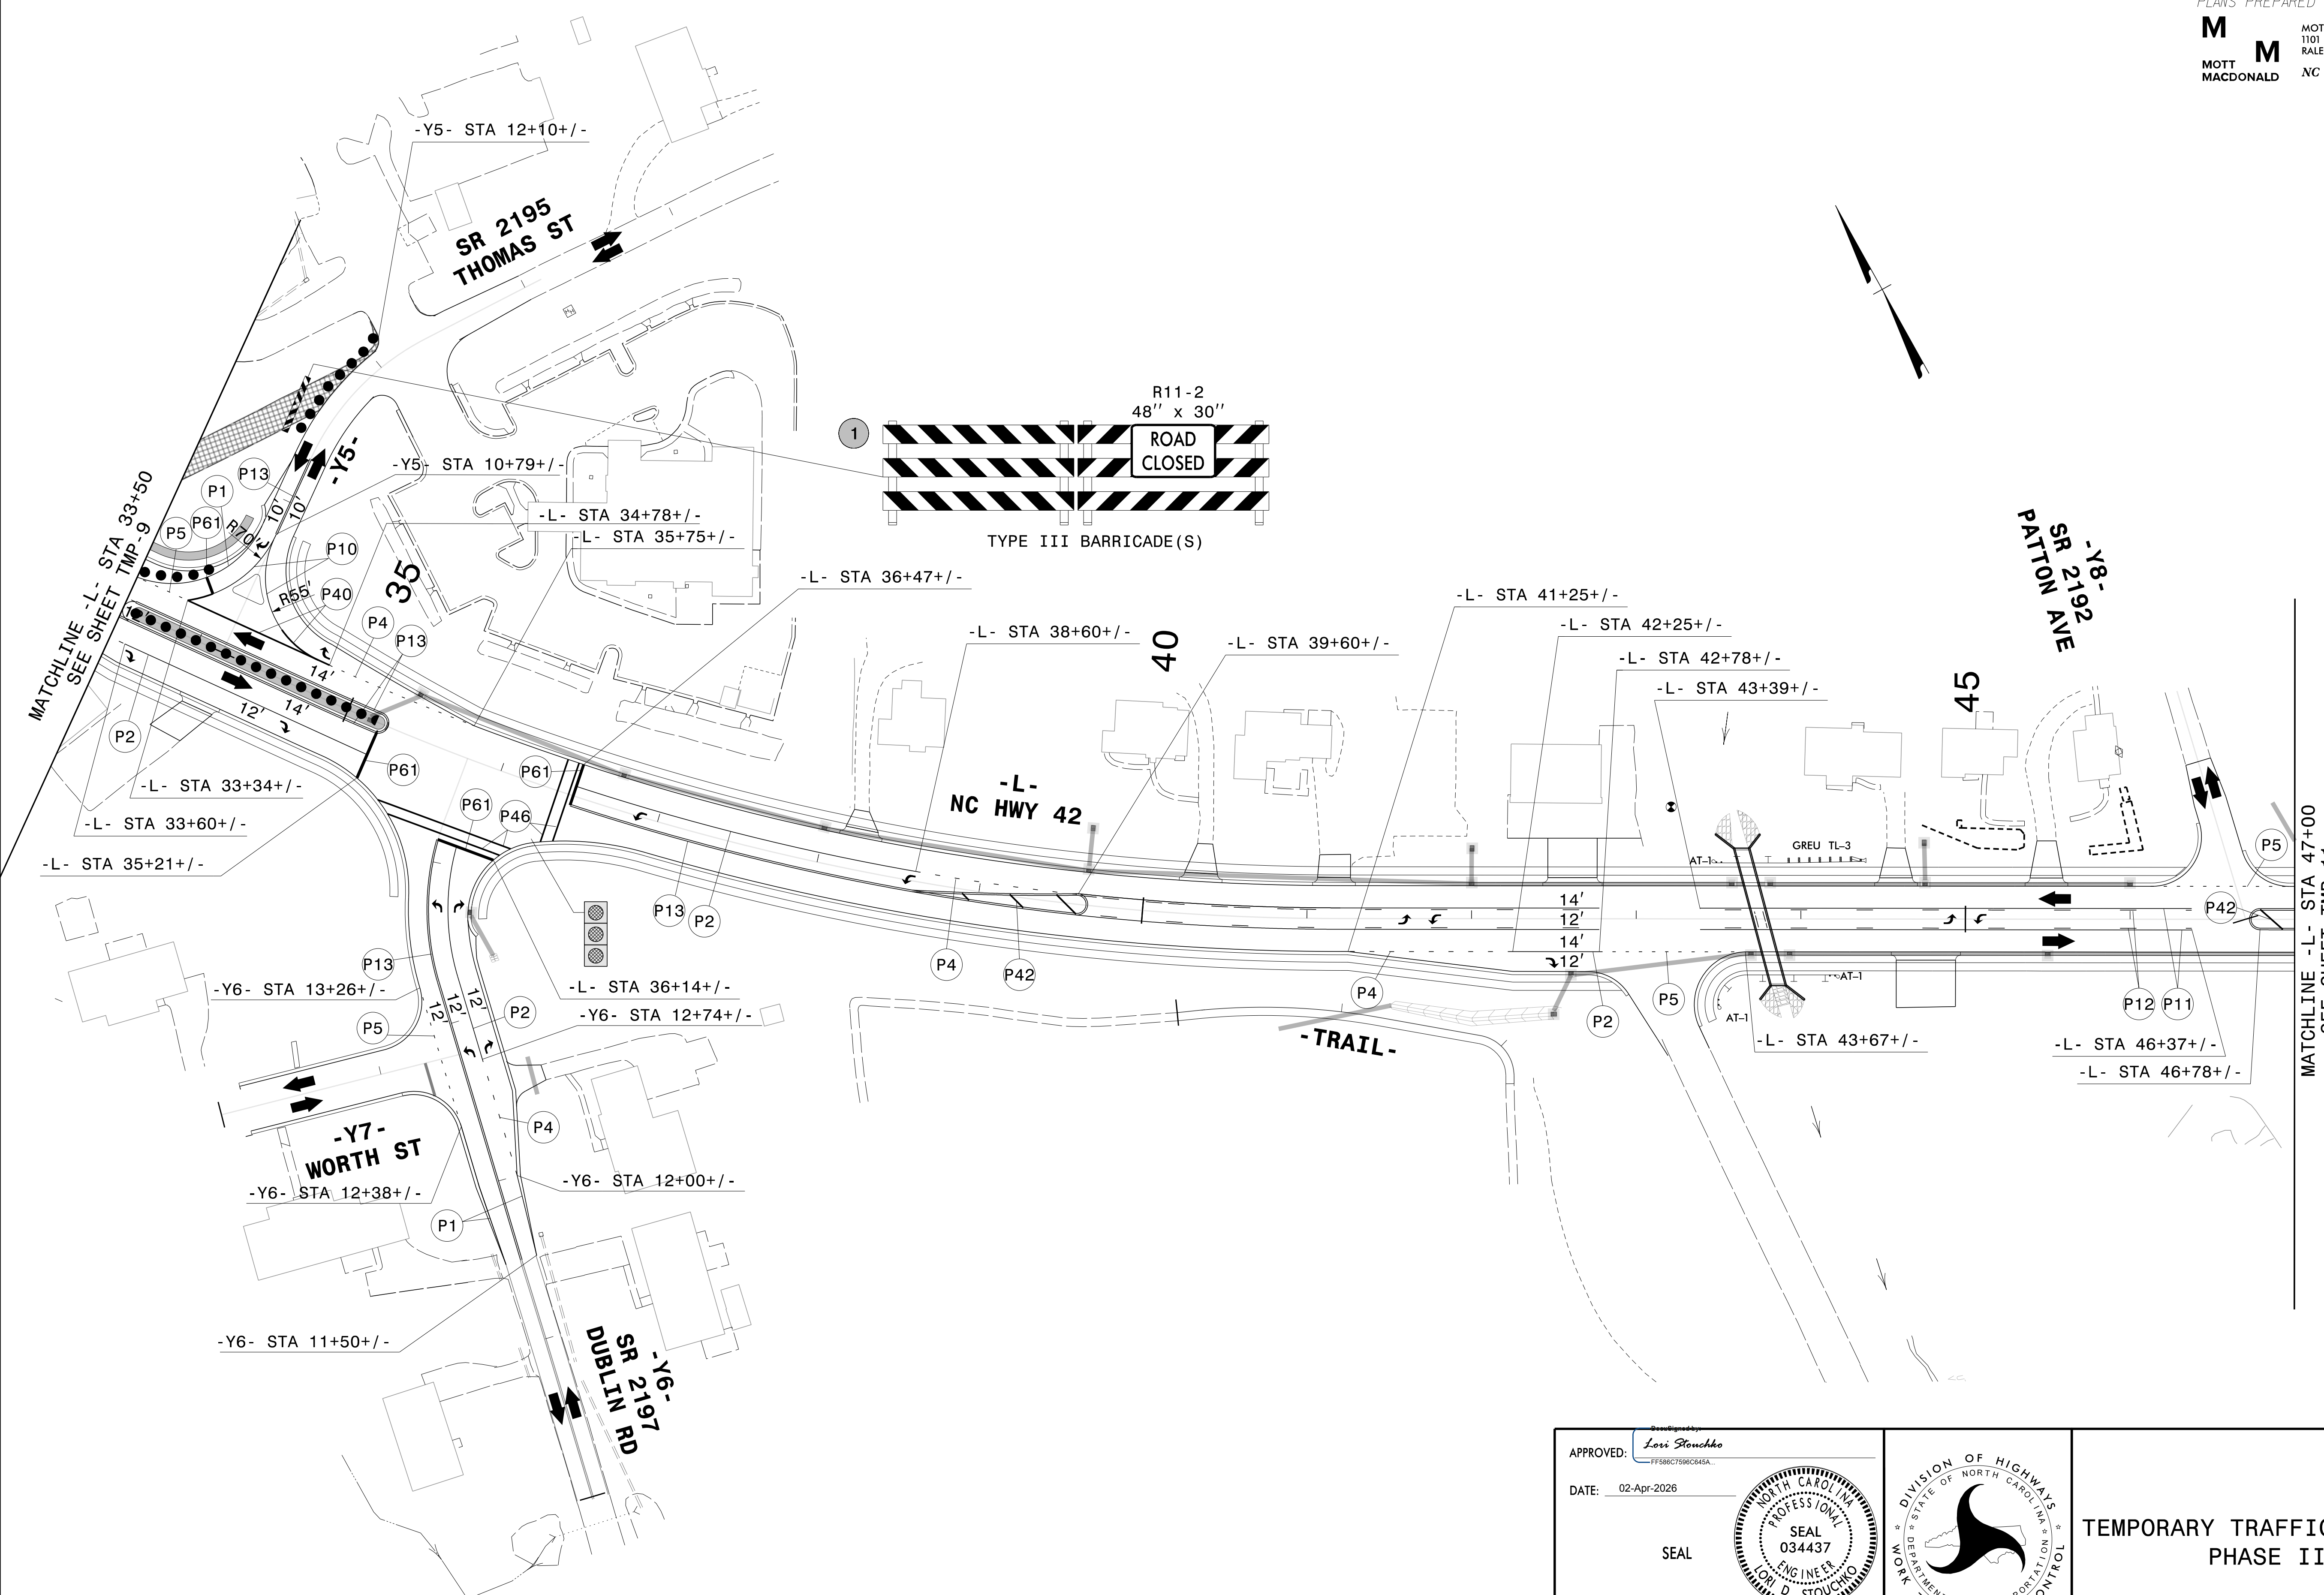 PLANS PREPARED
M
M
MOTT
MACDONALD
MOT
1101
RALE
NC
-Y5- STA 12+10+/-
SR 2195
THOMAS ST
R11-2
48'' x 30''
1
ROAD
CLOSED
TYPE III BARRICADE(S)
-Y5-
P13
P1
P61
P5
10'
10'
R70'
-Y5- STA 10+79+/-
-L- STA 34+78+/-
-L- STA 35+75+/-
-L- STA 36+47+/-
P10
P40
R55'
35
P4
P13
MATCHLINE -L- STA 33+50
SEE SHEET TMP-9
14'
14'
12'
P2
P61
-L- STA 33+34+/-
-L- STA 33+60+/-
-L- STA 35+21+/-
P61
P61
P46
-L- STA 38+60+/-
40
-L- STA 39+60+/-
-L-
NC HWY 42
-L- STA 41+25+/-
-L- STA 42+25+/-
-L- STA 42+78+/-
-L- STA 43+39+/-
45
-Y8-
SR 2192
PATTON AVE
GREU TL-3
AT-1
P5
P42
MATCHLINE -L- STA 47+00
14'
12'
14'
12'
P13
P2
P4
P42
P4
P2
P5
AT-1
AT-1
P12
P11
-L- STA 43+67+/-
-L- STA 46+37+/-
-L- STA 46+78+/-
-TRAIL-
P13
-Y6- STA 13+26+/-
12'
12'
12'
P2
-L- STA 36+14+/-
-Y6- STA 12+74+/-
P5
P4
-Y7-
WORTH ST
-Y6- STA 12+38+/-
-Y6- STA 12+00+/-
P1
-Y6- STA 11+50+/-
-Y6-
SR 2197
DUBLIN RD
APPROVED:
DocuSigned by:
Lori Stouchko
FF586C7596C645A...
DATE: 02-Apr-2026
SEAL
NORTH CAROLINA
PROFESSIONAL
SEAL
034437
ENGINEER
LORI D. STOUCHKO
DIVISION OF HIGHWAYS
STATE OF NORTH CAROLINA
WORK
TEMPORARY TRAFFIC
PHASE II